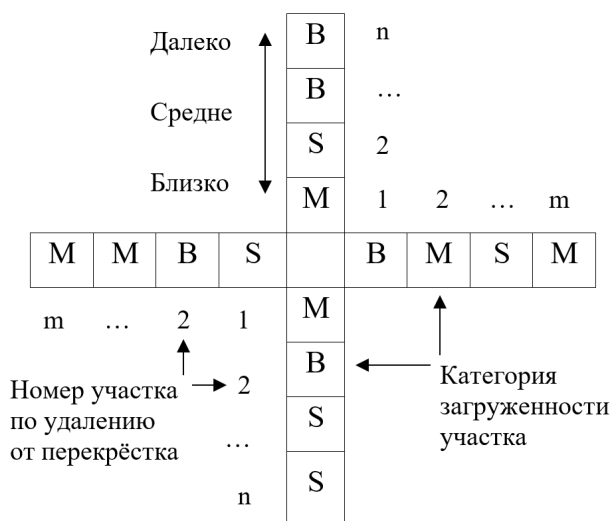 Далеко
B
n
B
…
Средне
S
2
Близко
M
1 2 … m
M M B S B M S M
m … 2 1
M
B
Номер участка
по удалению
от перекрёстка
2
…
n
S
S
Категория
загруженности
участка